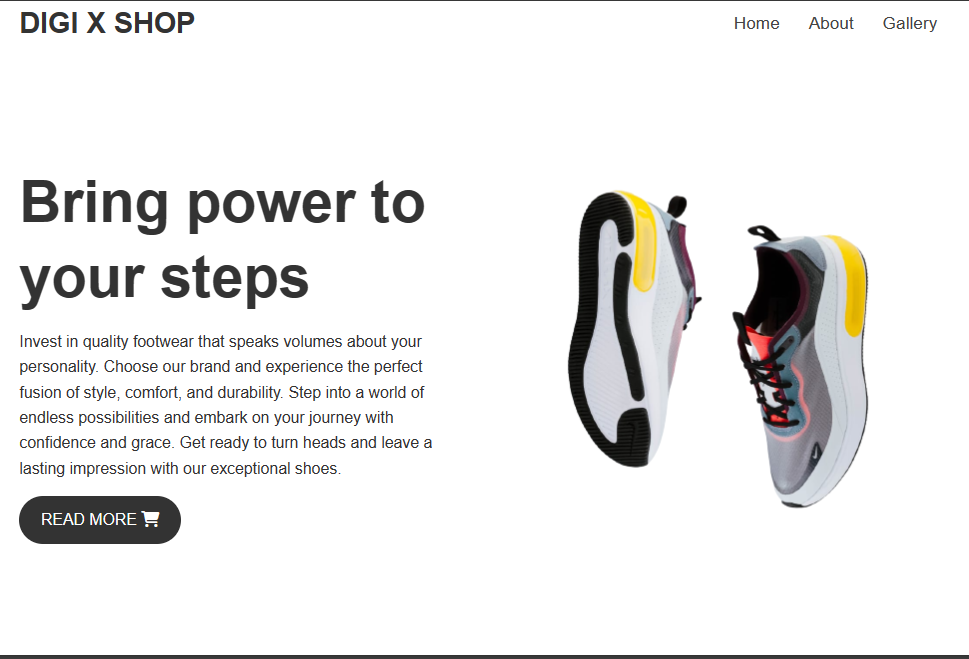 DIGI X SHOP
Home About Gallery
Bring power to
your steps
Invest in quality footwear that speaks volumes about your
personality. Choose our brand and experience the perfect
fusion of style, comfort, and durability. Step into a world of
endless possibilities and embark on your journey with
confidence and grace. Get ready to turn heads and leave a
lasting impression with our exceptional shoes.
READ MORE